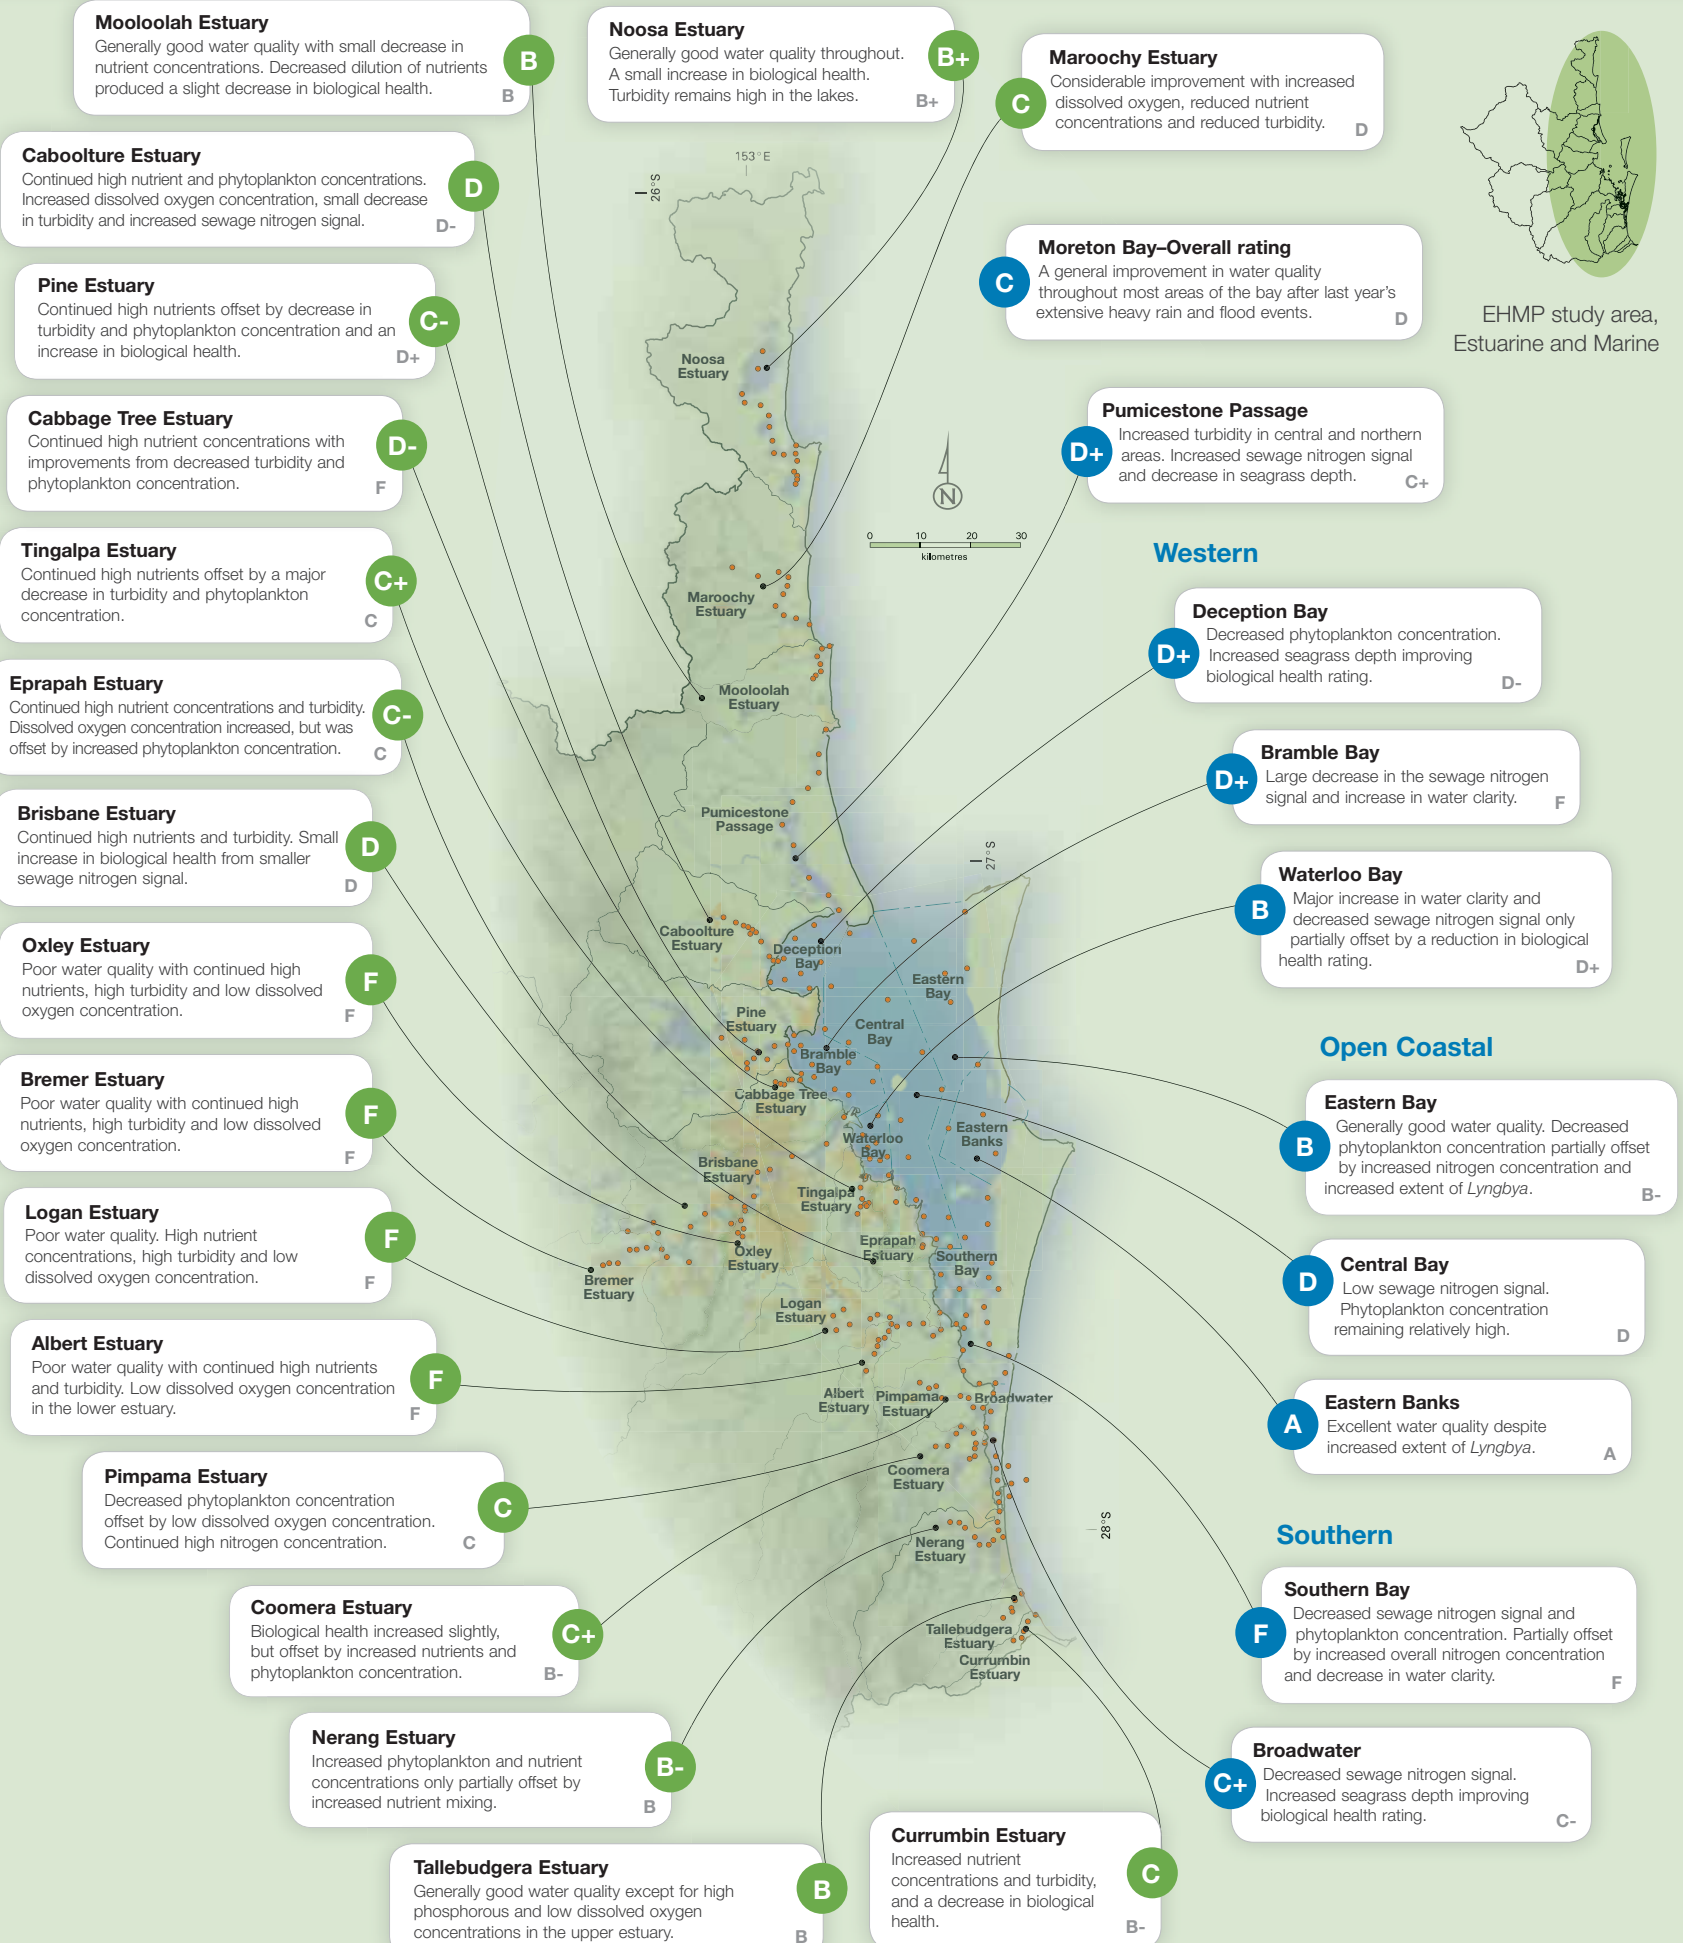 Mooloolah Estuary
Generally good water quality with small decrease in
nutrient concentrations. Decreased dilution of nutrients
produced a slight decrease in biological health.
B
B
Noosa Estuary
Generally good water quality throughout.
A small increase in biological health.
Turbidity remains high in the lakes.
B+
B+
Maroochy Estuary
Considerable improvement with increased
dissolved oxygen, reduced nutrient
concentrations and reduced turbidity.
C
D
Caboolture Estuary
Continued high nutrient and phytoplankton concentrations.
Increased dissolved oxygen concentration, small decrease
in turbidity and increased sewage nitrogen signal.
D
D-
Pine Estuary
Continued high nutrients offset by decrease in
turbidity and phytoplankton concentration and an
increase in biological health.
C-
D+
Cabbage Tree Estuary
Continued high nutrient concentrations with
improvements from decreased turbidity and
phytoplankton concentration.
D-
F
Tingalpa Estuary
Continued high nutrients offset by a major
decrease in turbidity and phytoplankton
concentration.
C+
C
Eprapah Estuary
Continued high nutrient concentrations and turbidity.
Dissolved oxygen concentration increased, but was
offset by increased phytoplankton concentration.
C-
C
Brisbane Estuary
Continued high nutrients and turbidity. Small
increase in biological health from smaller
sewage nitrogen signal.
D
D
Oxley Estuary
Poor water quality with continued high
nutrients, high turbidity and low dissolved
oxygen concentration.
F
F
Bremer Estuary
Poor water quality with continued high
nutrients, high turbidity and low dissolved
oxygen concentration.
F
F
Logan Estuary
Poor water quality. High nutrient
concentrations, high turbidity and low
dissolved oxygen concentration.
F
F
Albert Estuary
Poor water quality with continued high nutrients
and turbidity. Low dissolved oxygen concentration
in the lower estuary.
F
F
Pimpama Estuary
Decreased phytoplankton concentration
offset by low dissolved oxygen concentration.
Continued high nitrogen concentration.
C
C
Coomera Estuary
Biological health increased slightly,
but offset by increased nutrients and
phytoplankton concentration.
C+
B-
Nerang Estuary
Increased phytoplankton and nutrient
concentrations only partially offset by
increased nutrient mixing.
B-
B
Tallebudgera Estuary
Generally good water quality except for high
phosphorous and low dissolved oxygen
concentrations in the upper estuary.
B
B
Currumbin Estuary
Increased nutrient
concentrations and turbidity,
and a decrease in biological
health.
C
B-
153°E
26°S
N
0 10 20 30
kilometres
27°S
28°S
Noosa
Estuary
Maroochy
Estuary
Mooloolah
Estuary
Pumicestone
Passage
Caboolture
Estuary
Deception
Bay
Eastern
Bay
Pine
Estuary
Central
Bay
Bramble
Bay
Cabbage Tree
Estuary
Waterloo
Bay
Eastern
Banks
Brisbane
Estuary
Tingalpa
Estuary
Oxley
Estuary
Eprapah
Estuary
Southern
Bay
Bremer
Estuary
Logan
Estuary
Albert
Estuary
Pimpama
Estuary
Broadwater
Coomera
Estuary
Nerang
Estuary
Tallebudgera
Estuary
Currumbin
Estuary
EHMP study area,
Estuarine and Marine
Moreton Bay–Overall rating
A general improvement in water quality
throughout most areas of the bay after last year's
extensive heavy rain and flood events.
C
D
Pumicestone Passage
Increased turbidity in central and northern
areas. Increased sewage nitrogen signal
and decrease in seagrass depth.
D+
C+
Western
Deception Bay
Decreased phytoplankton concentration.
Increased seagrass depth improving
biological health rating.
D+
D-
Bramble Bay
Large decrease in the sewage nitrogen
signal and increase in water clarity.
D+
F
Waterloo Bay
Major increase in water clarity and
decreased sewage nitrogen signal only
partially offset by a reduction in biological
health rating.
B
D+
Open Coastal
Eastern Bay
Generally good water quality. Decreased
phytoplankton concentration partially offset
by increased nitrogen concentration and
increased extent of Lyngbya.
B
B-
Central Bay
Low sewage nitrogen signal.
Phytoplankton concentration
remaining relatively high.
D
D
Eastern Banks
Excellent water quality despite
increased extent of Lyngbya.
A
A
Southern
Southern Bay
Decreased sewage nitrogen signal and
phytoplankton concentration. Partially offset
by increased overall nitrogen concentration
and decrease in water clarity.
F
F
Broadwater
Decreased sewage nitrogen signal.
Increased seagrass depth improving
biological health rating.
C+
C-